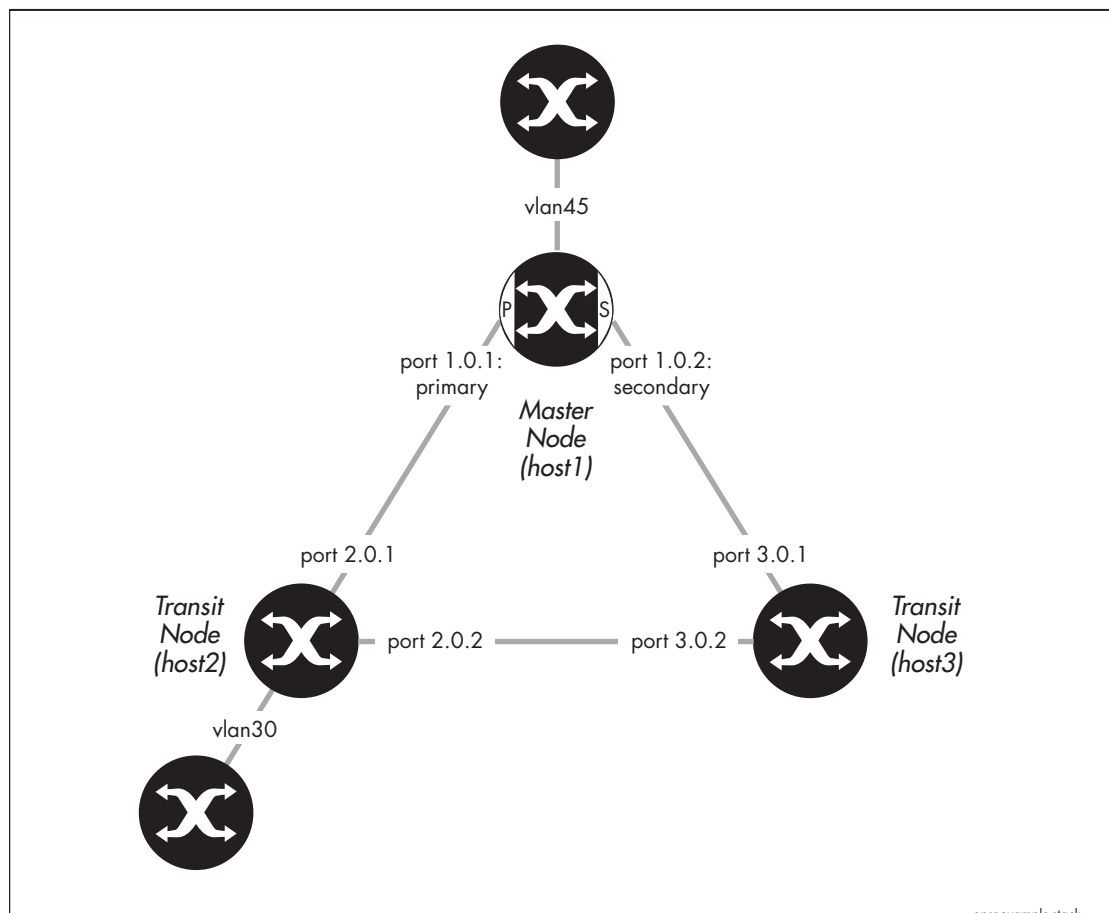 vlan45
P
S
port 1.0.1:
primary
port 1.0.2:
secondary
Master
Node
(host1)
port 2.0.1
port 3.0.1
Transit
Node
(host2)
port 2.0.2
port 3.0.2
Transit
Node
(host3)
vlan30